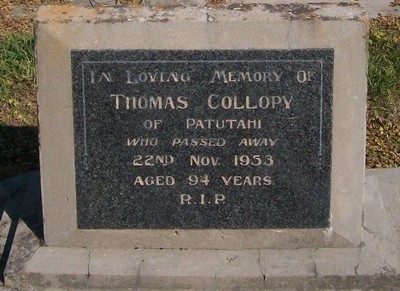 IN LOVING MEMORY OF
THOMAS COLLOPY
OF PATUTAHI
WHO PASSED AWAY
22ND NOV. 1953
AGED 94 YEARS
R.I.P.